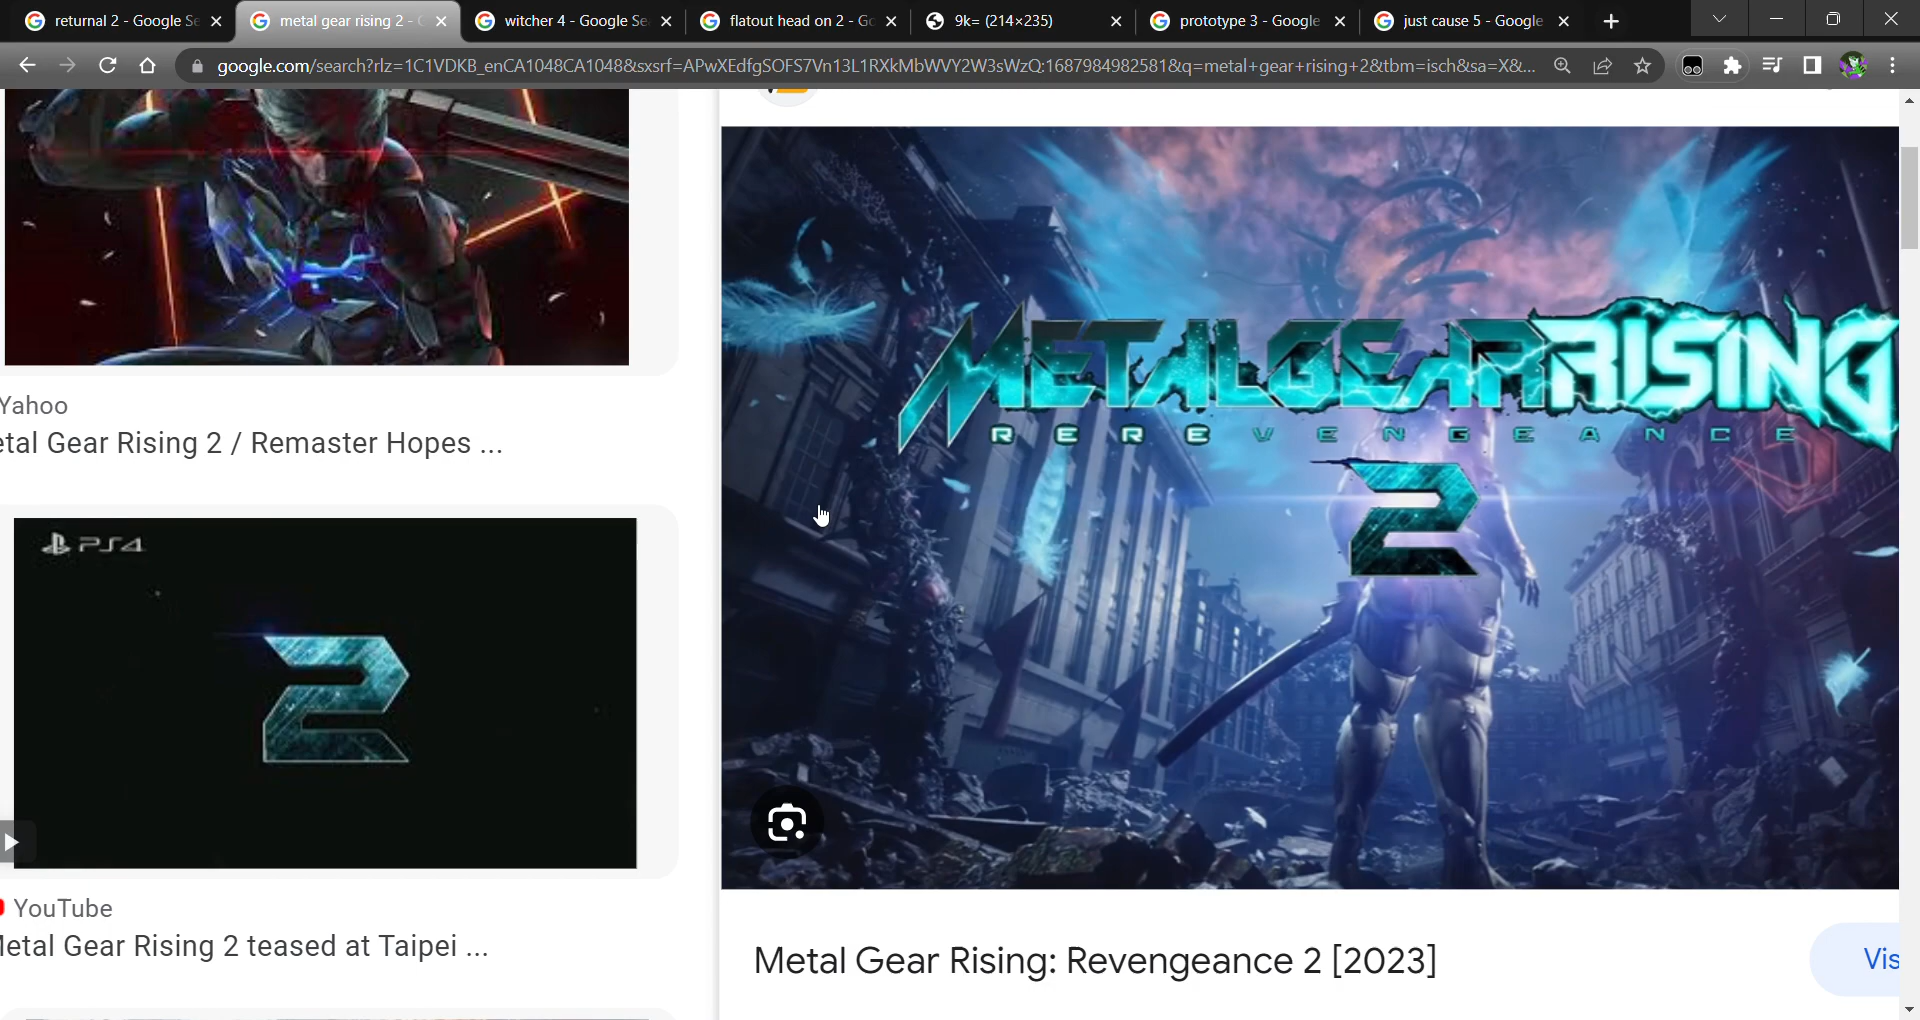 returnal 2 - Google Se
metal gear rising 2 - G
witcher 4 - Google Se
flatout head on 2 - Go
9k= (214×235)
prototype 3 - Google
just cause 5 - Google
google.com/search?rlz=1C1VDKB_enCA1048CA1048&sxsrf=APwXEdfgSOFS7Vn13L1RXkMbWVY2W3sWzQ:1687984982581&q=metal+gear+rising+2&tbm=isch&sa=X&...
METAL GEAR RISING
REREVENGEANCE
2
Yahoo
etal Gear Rising 2 / Remaster Hopes ...
PS4
2
YouTube
Metal Gear Rising 2 teased at Taipei ...
Metal Gear Rising: Revengeance 2 [2023]
Vis